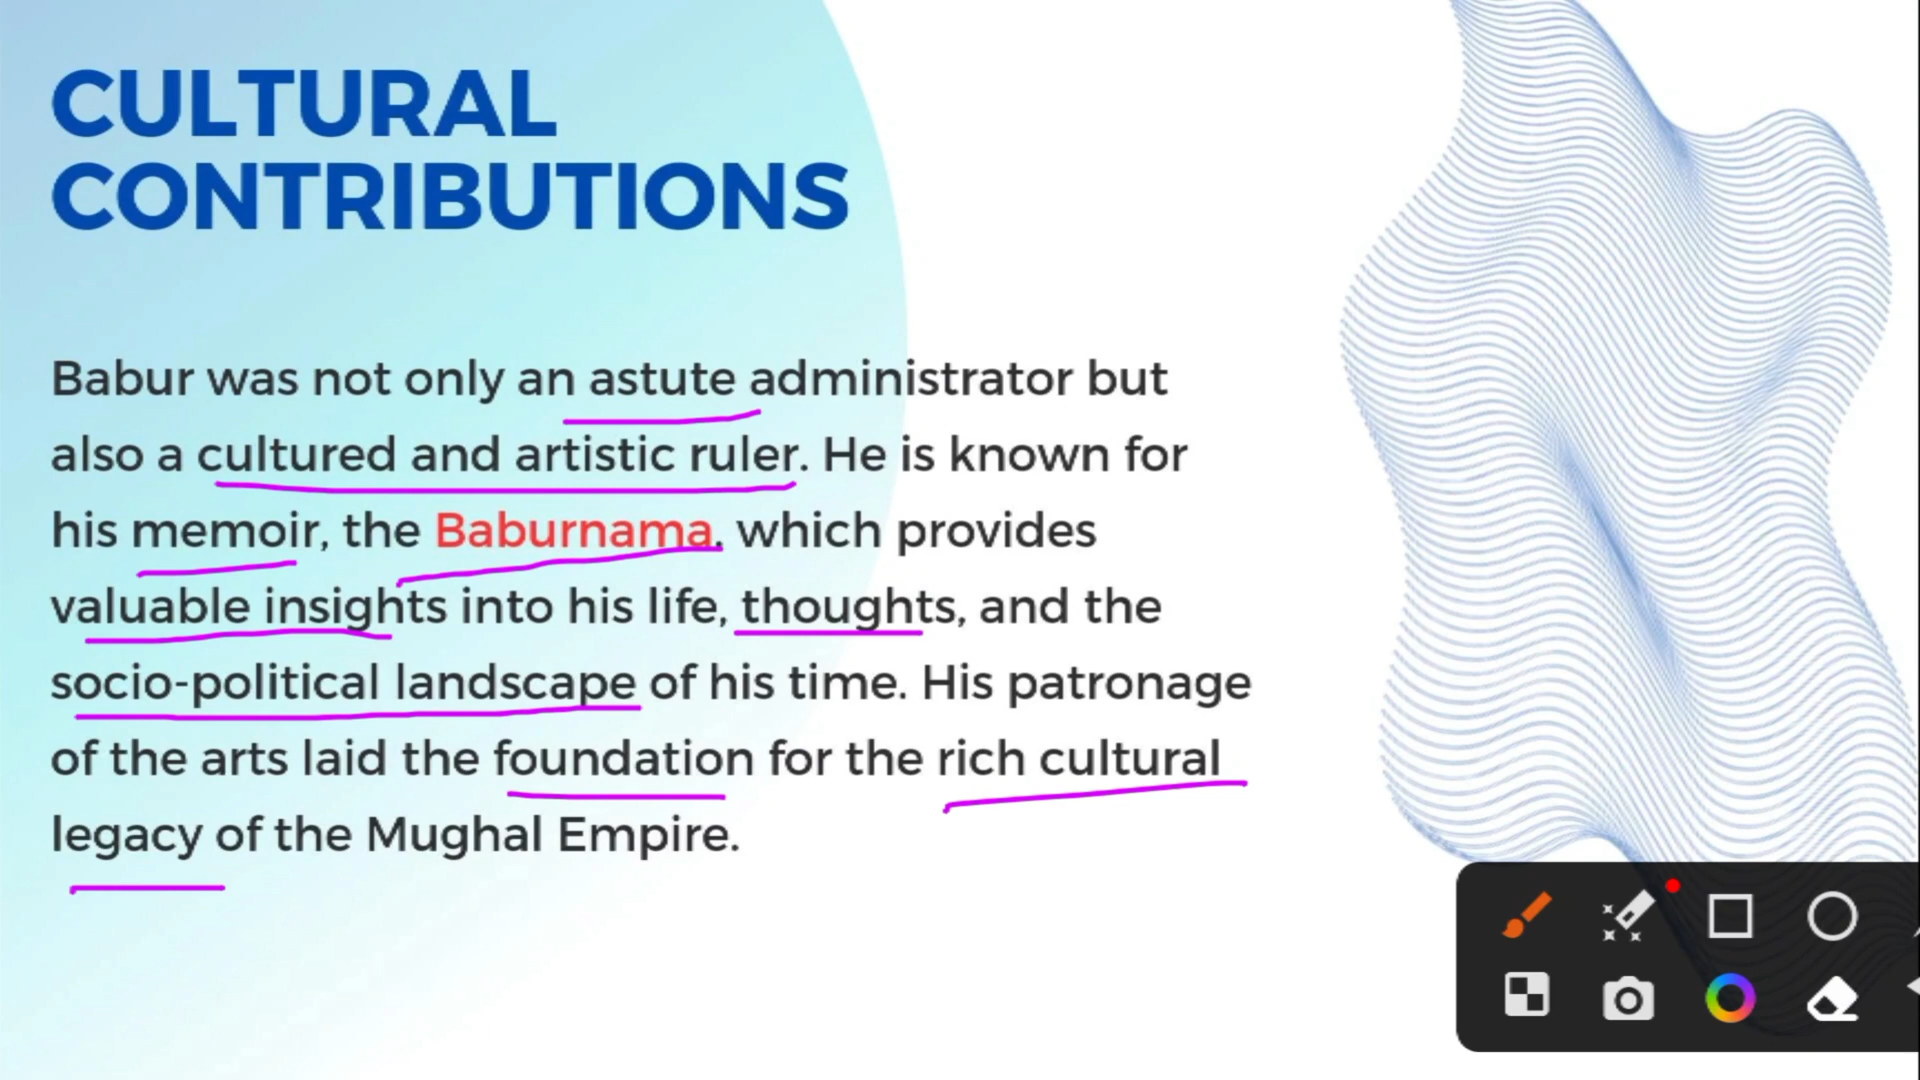 CULTURAL
CONTRIBUTIONS
Babur was not only an astute administrator but
also a cultured and artistic ruler. He is known for
his memoir, the Baburnama, which provides
valuable insights into his life, thoughts, and the
socio-political landscape of his time. His patronage
of the arts laid the foundation for the rich cultural
legacy of the Mughal Empire.